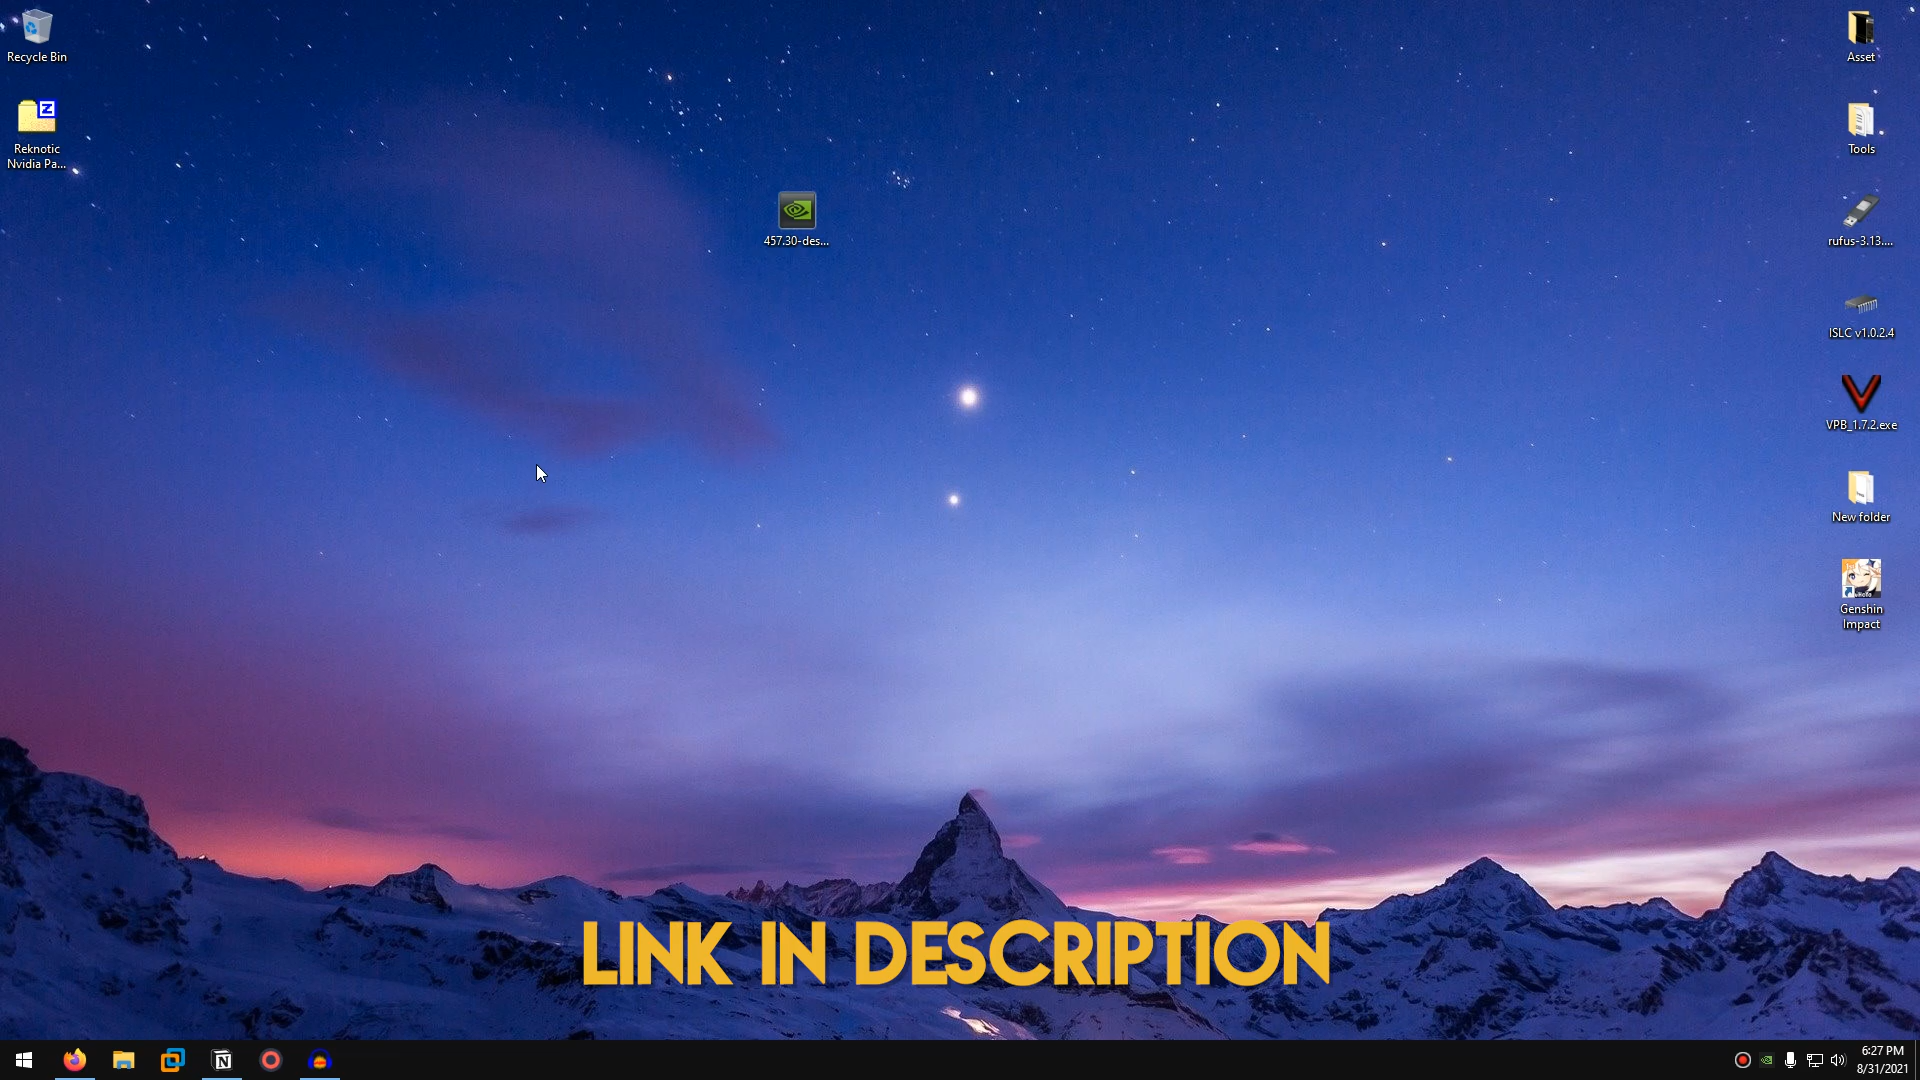 Recycle Bin
Reknotic
Nvidia Pa...
457.30-des...
Asset
Tools
rufus-3.13....
ISLC v1.0.2.4
VPB_1.7.2.exe
New folder
Genshin
Impact
LINK IN DESCRIPTION
6:27 PM
8/31/2021